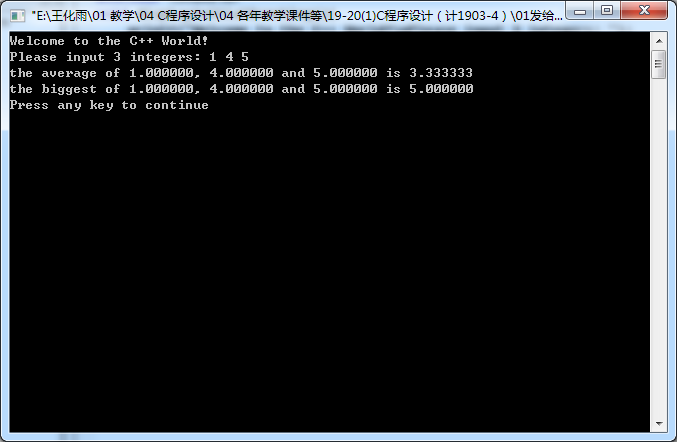 "E:\王化雨\01 教学\04 C程序设计\04 各年教学课件等\19-20(1)C程序设计（计1903-4）\01发给...
Welcome to the C++ World!
Please input 3 integers: 1 4 5
the average of 1.000000, 4.000000 and 5.000000 is 3.333333
the biggest of 1.000000, 4.000000 and 5.000000 is 5.000000
Press any key to continue